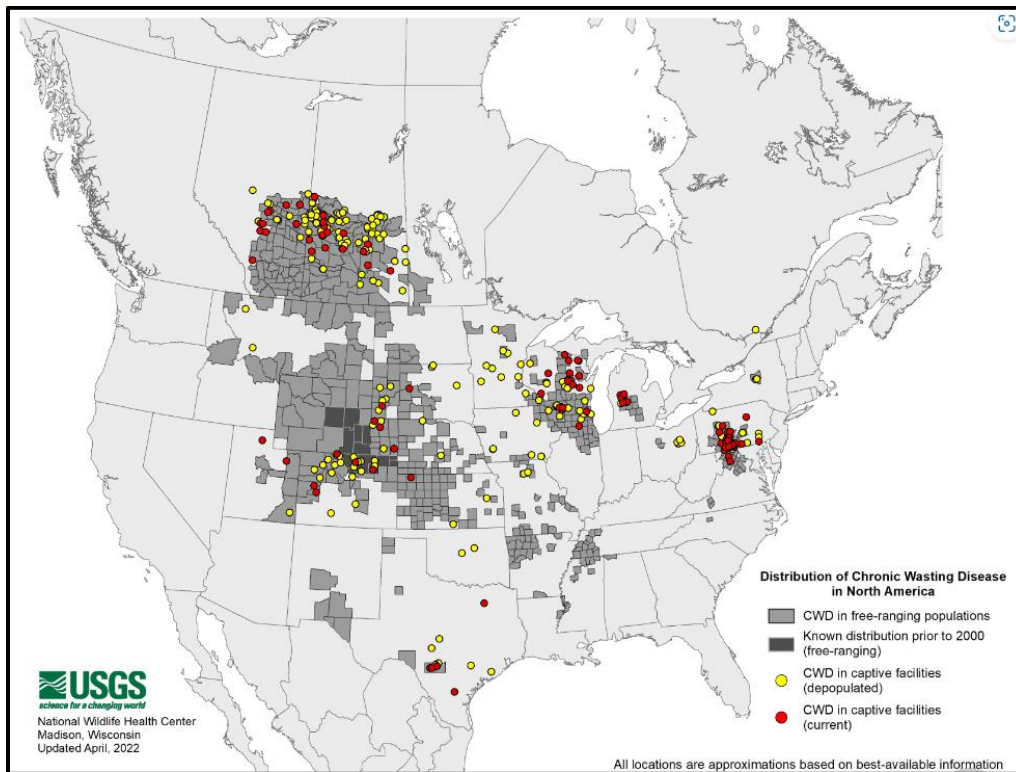 Distribution of Chronic Wasting Disease
in North America
CWD in free-ranging populations
Known distribution prior to 2000
(free-ranging)
CWD in captive facilities
(depopulated)
CWD in captive facilities
(current)
USGS
science for a changing world
National Wildlife Health Center
Madison, Wisconsin
Updated April, 2022
All locations are approximations based on best-available information